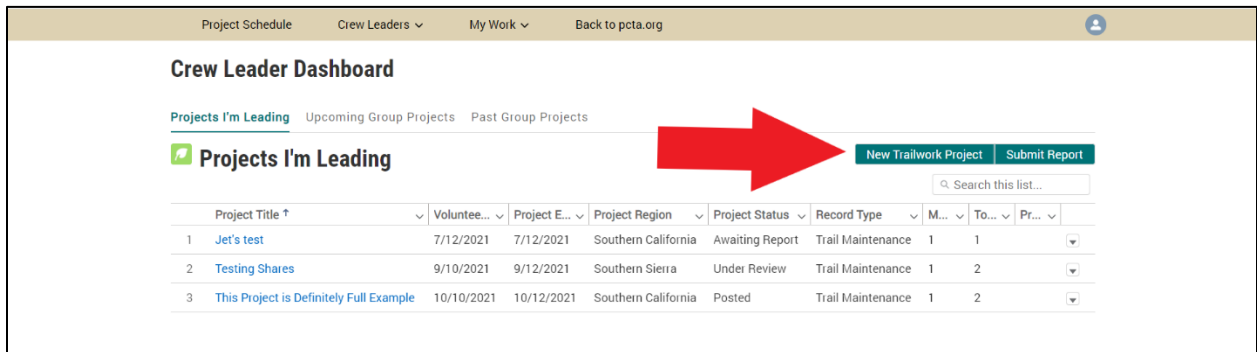 Project Schedule Crew Leaders My Work Back to pcta.org
Crew Leader Dashboard
Projects I'm Leading Upcoming Group Projects Past Group Projects
Projects I'm Leading
New Trailwork Project Submit Report
Search this list...
Project Title ↑ Voluntee... Project E... Project Region Project Status Record Type M... To... Pr...
1 Jet's test 7/12/2021 7/12/2021 Southern California Awaiting Report Trail Maintenance 1 1
2 Testing Shares 9/10/2021 9/12/2021 Southern Sierra Under Review Trail Maintenance 1 2
3 This Project is Definitely Full Example 10/10/2021 10/12/2021 Southern California Posted Trail Maintenance 1 2